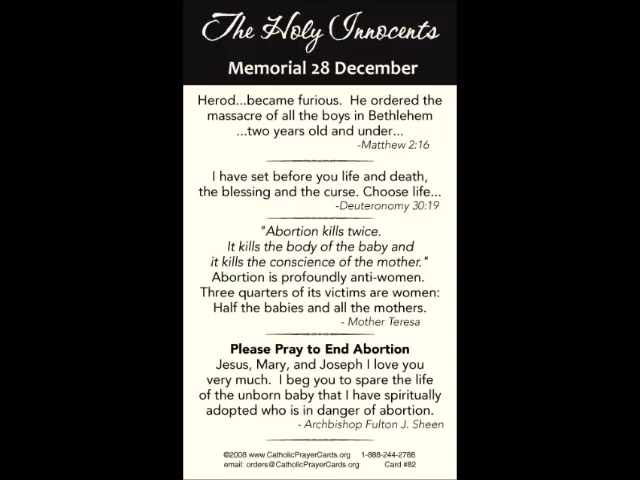 The Holy Innocents
Memorial 28 December
Herod...became furious.  He ordered the
massacre of all the boys in Bethlehem
...two years old and under...
-Matthew 2:16
I have set before you life and death,
the blessing and the curse. Choose life...
-Deuteronomy 30:19
"Abortion kills twice.
It kills the body of the baby and
it kills the conscience of the mother."
Abortion is profoundly anti-women.
Three quarters of its victims are women:
Half the babies and all the mothers.
- Mother Teresa
Please Pray to End Abortion
Jesus, Mary, and Joseph I love you
very much.  I beg you to spare the life
of the unborn baby that I have spiritually
adopted who is in danger of abortion.
- Archbishop Fulton J. Sheen
©2008 www.CatholicPrayerCards.org 1-888-244-2788
email: orders@CatholicPrayerCards.org Card #82